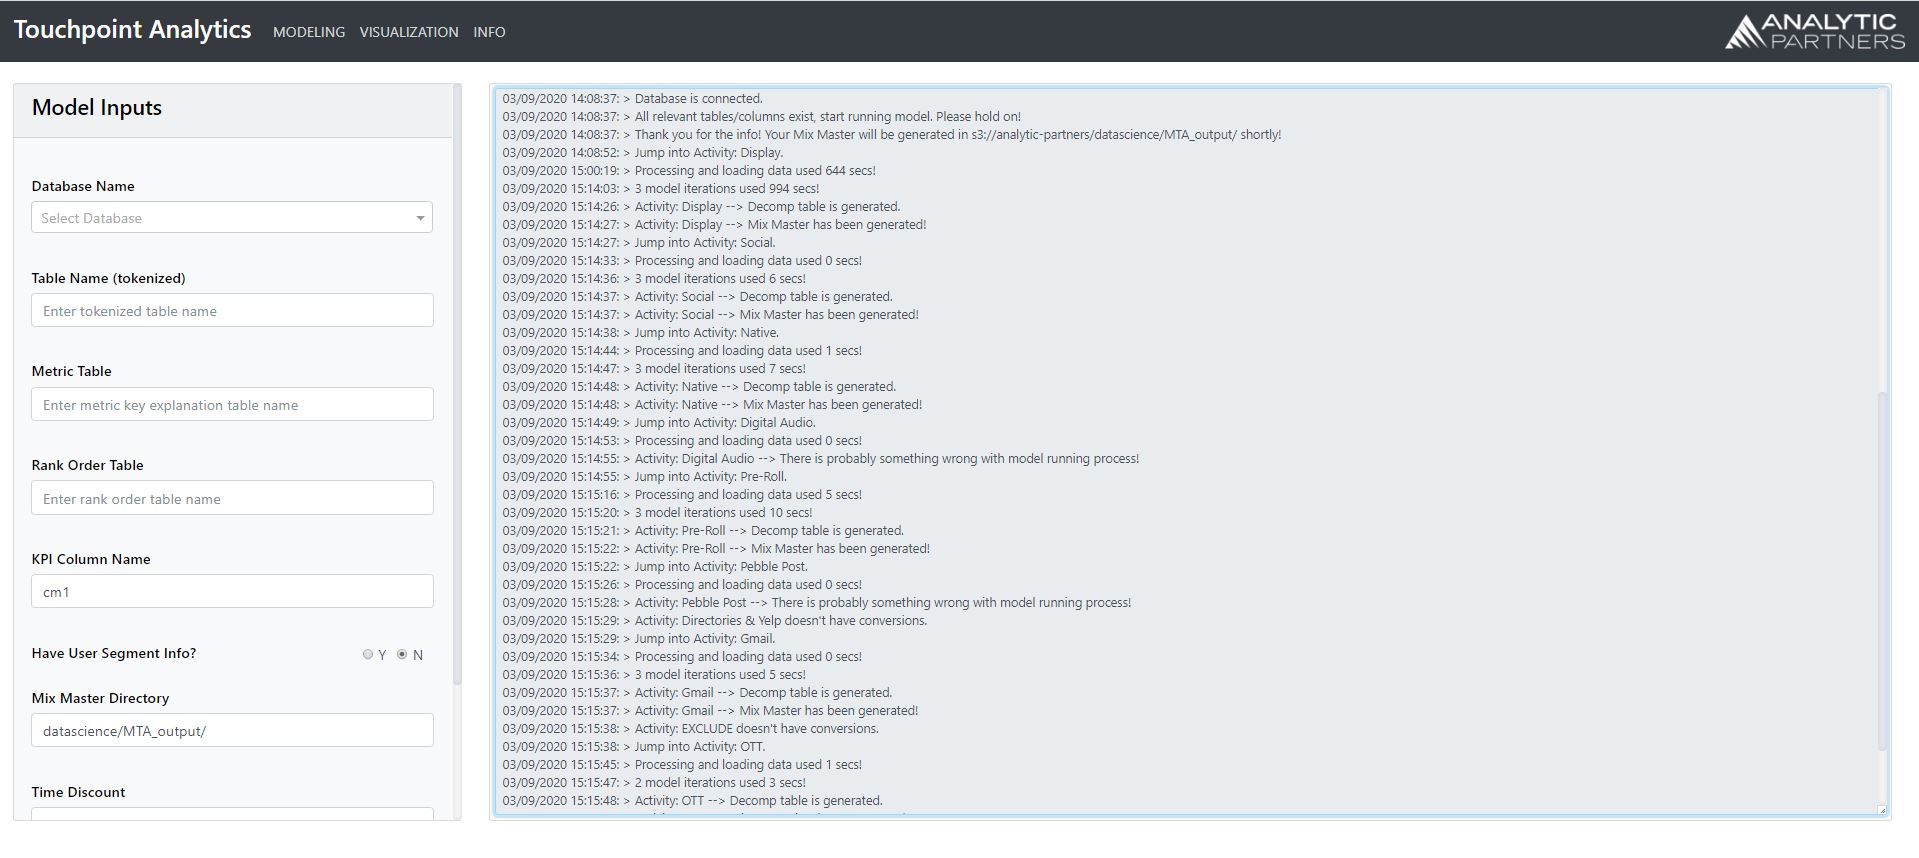 Touchpoint Analytics MODELING VISUALIZATION INFO
ANALYTIC
PARTNERS
Model Inputs
Database Name
Select Database
Table Name (tokenized)
Enter tokenized table name
Metric Table
Enter metric key explanation table name
Rank Order Table
Enter rank order table name
KPI Column Name
cm1
Have User Segment Info? Y N
Mix Master Directory
datascience/MTA_output/
Time Discount
03/09/2020 14:08:37: > Database is connected.
03/09/2020 14:08:37: > All relevant tables/columns exist, start running model. Please hold on!
03/09/2020 14:08:37: > Thank you for the info! Your Mix Master will be generated in s3://analytic-partners/datascience/MTA_output/ shortly!
03/09/2020 14:08:52: > Jump into Activity: Display.
03/09/2020 15:00:19: > Processing and loading data used 644 secs!
03/09/2020 15:14:03: > 3 model iterations used 994 secs!
03/09/2020 15:14:26: > Activity: Display --> Decomp table is generated.
03/09/2020 15:14:27: > Activity: Display --> Mix Master has been generated!
03/09/2020 15:14:27: > Jump into Activity: Social.
03/09/2020 15:14:33: > Processing and loading data used 0 secs!
03/09/2020 15:14:36: > 3 model iterations used 6 secs!
03/09/2020 15:14:37: > Activity: Social --> Decomp table is generated.
03/09/2020 15:14:37: > Activity: Social --> Mix Master has been generated!
03/09/2020 15:14:38: > Jump into Activity: Native.
03/09/2020 15:14:44: > Processing and loading data used 1 secs!
03/09/2020 15:14:47: > 3 model iterations used 7 secs!
03/09/2020 15:14:48: > Activity: Native --> Decomp table is generated.
03/09/2020 15:14:48: > Activity: Native --> Mix Master has been generated!
03/09/2020 15:14:49: > Jump into Activity: Digital Audio.
03/09/2020 15:14:53: > Processing and loading data used 0 secs!
03/09/2020 15:14:55: > Activity: Digital Audio --> There is probably something wrong with model running process!
03/09/2020 15:14:55: > Jump into Activity: Pre-Roll.
03/09/2020 15:15:16: > Processing and loading data used 5 secs!
03/09/2020 15:15:20: > 3 model iterations used 10 secs!
03/09/2020 15:15:21: > Activity: Pre-Roll --> Decomp table is generated.
03/09/2020 15:15:22: > Activity: Pre-Roll --> Mix Master has been generated!
03/09/2020 15:15:22: > Jump into Activity: Pebble Post.
03/09/2020 15:15:26: > Processing and loading data used 0 secs!
03/09/2020 15:15:28: > Activity: Pebble Post --> There is probably something wrong with model running process!
03/09/2020 15:15:29: > Activity: Directories & Yelp doesn't have conversions.
03/09/2020 15:15:29: > Jump into Activity: Gmail.
03/09/2020 15:15:34: > Processing and loading data used 0 secs!
03/09/2020 15:15:36: > 3 model iterations used 5 secs!
03/09/2020 15:15:37: > Activity: Gmail --> Decomp table is generated.
03/09/2020 15:15:37: > Activity: Gmail --> Mix Master has been generated!
03/09/2020 15:15:38: > Activity: EXCLUDE doesn't have conversions.
03/09/2020 15:15:38: > Jump into Activity: OTT.
03/09/2020 15:15:45: > Processing and loading data used 1 secs!
03/09/2020 15:15:47: > 2 model iterations used 3 secs!
03/09/2020 15:15:48: > Activity: OTT --> Decomp table is generated.